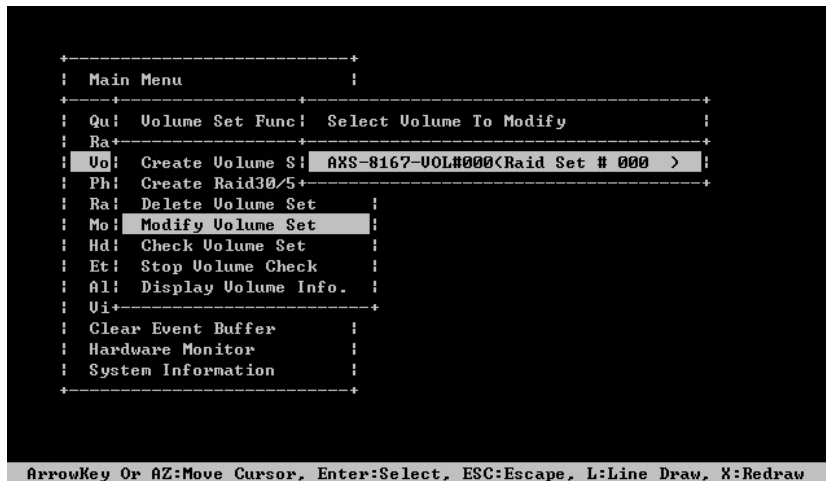 Main Menu
Qu Volume Set Func Select Volume To Modify
Ra
Vo Create Volume S AXS-8167-VOL#000(Raid Set # 000 )
Ph Create Raid30/5
Ra Delete Volume Set
Mo Modify Volume Set
Hd Check Volume Set
Et Stop Volume Check
Al Display Volume Info.
Vi
Clear Event Buffer
Hardware Monitor
System Information
ArrowKey Or AZ:Move Cursor, Enter:Select, ESC:Escape, L:Line Draw, X:Redraw